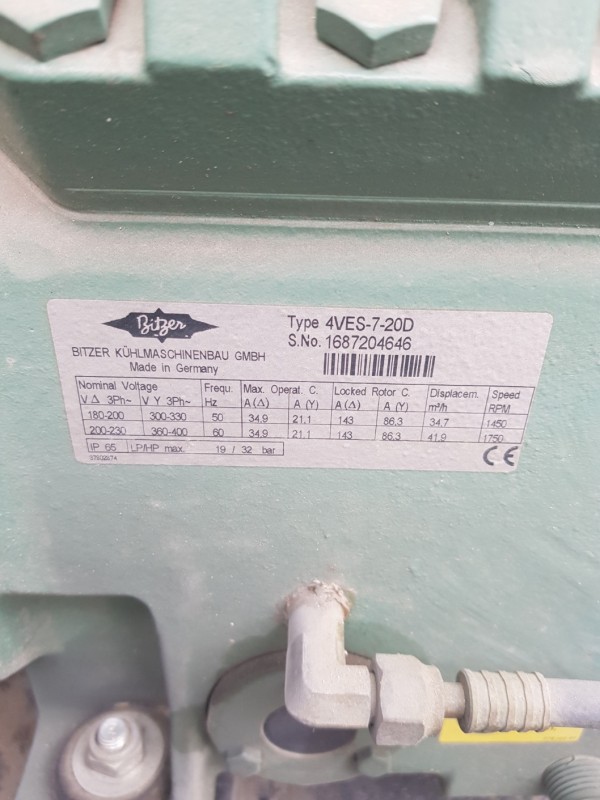 Bitzer
BITZER KÜHLMASCHINENBAU GMBH
Made in Germany
Type 4VES-7-20D
S.No. 1687204646
Nominal Voltage Frequ. Max. Operat. C. Locked Rotor C. Displacem. Speed
V Δ 3Ph~ V Y 3Ph~ Hz A (Δ) A (Y) A (Δ) A (Y) m³/h RPM
180-200 300-330 50 34.9 21.1 143 86.3 34.7 1450
200-230 360-400 60 34.9 21.1 143 86.3 41.9 1750
IP 65 LP/HP max. 19 / 32 bar
CE